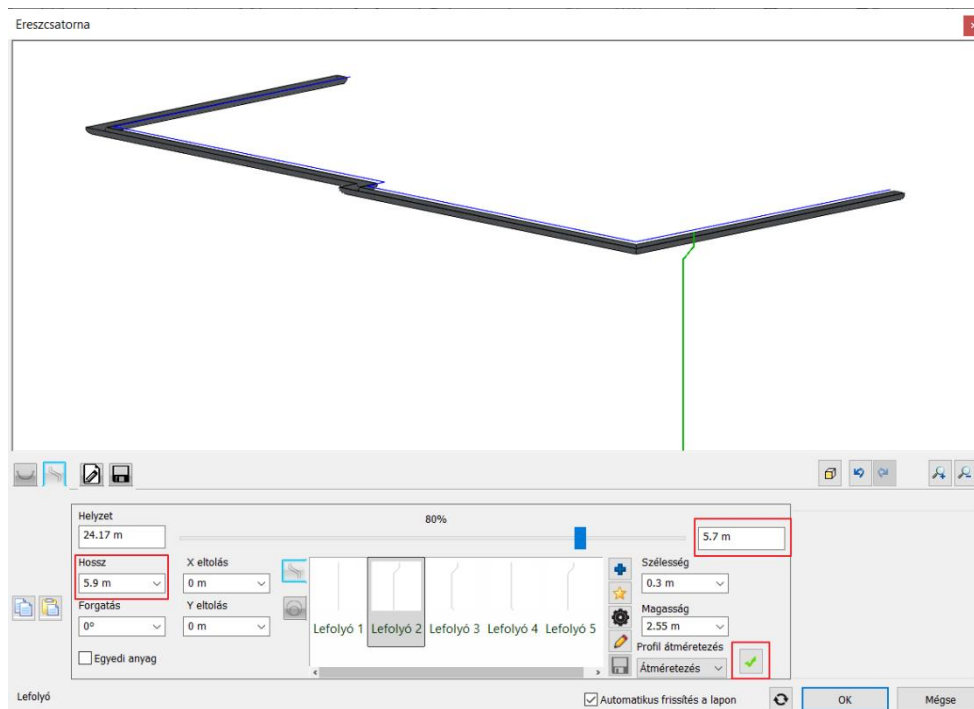 Ereszcsatorna
Helyzet
80%
24.17 m
5.7 m
Hossz
X eltolás
Szélesség
5.9 m
0 m
0.3 m
Forgatás
Y eltolás
Magasság
0°
0 m
2.55 m
Lefolyó 1
Lefolyó 2
Lefolyó 3
Lefolyó 4
Lefolyó 5
Profil átméretezés
Egyedi anyag
Átméretezés
Lefolyó
Automatikus frissítés a lapon
OK
Mégse